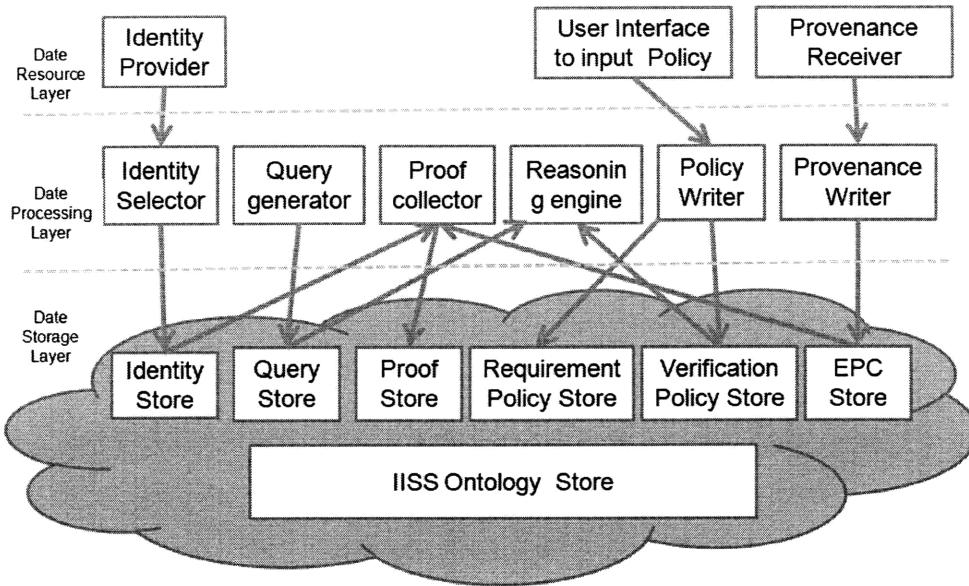 Date
Resource
Layer
Identity
Provider
User Interface
to input Policy
Provenance
Receiver
Date
Processing
Layer
Identity
Selector
Query
generator
Proof
collector
Reasonin
g engine
Policy
Writer
Provenance
Writer
Date
Storage
Layer
Identity
Store
Query
Store
Proof
Store
Requirement
Policy Store
Verification
Policy Store
EPC
Store
IISS Ontology Store